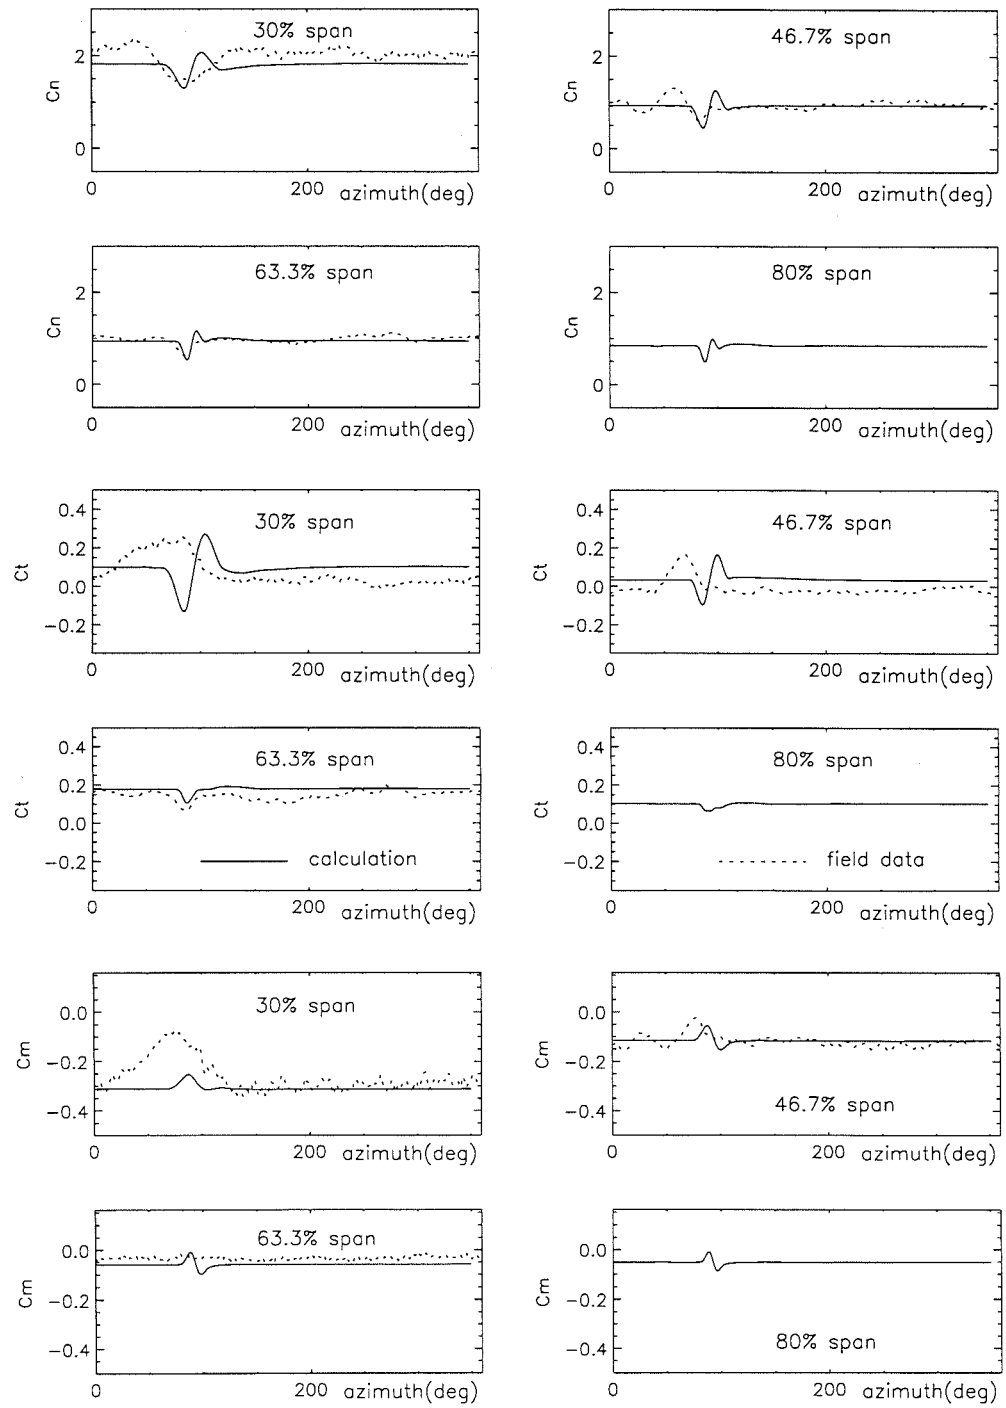 30% span
Cn
2
0
0
200
azimuth(deg)
46.7% span
Cn
2
0
0
200
azimuth(deg)
63.3% span
Cn
2
0
0
200
azimuth(deg)
80% span
Cn
2
0
0
200
azimuth(deg)
30% span
Ct
0.4
0.2
0.0
−0.2
0
200
azimuth(deg)
46.7% span
Ct
0.4
0.2
0.0
−0.2
0
200
azimuth(deg)
63.3% span
Ct
0.4
0.2
0.0
−0.2
calculation
0
200
azimuth(deg)
80% span
Ct
0.4
0.2
0.0
−0.2
field data
0
200
azimuth(deg)
30% span
Cm
0.0
−0.2
−0.4
0
200
azimuth(deg)
Cm
0.0
−0.2
−0.4
46.7% span
0
200
azimuth(deg)
63.3% span
Cm
0.0
−0.2
−0.4
0
200
azimuth(deg)
Cm
0.0
−0.2
−0.4
80% span
0
200
azimuth(deg)